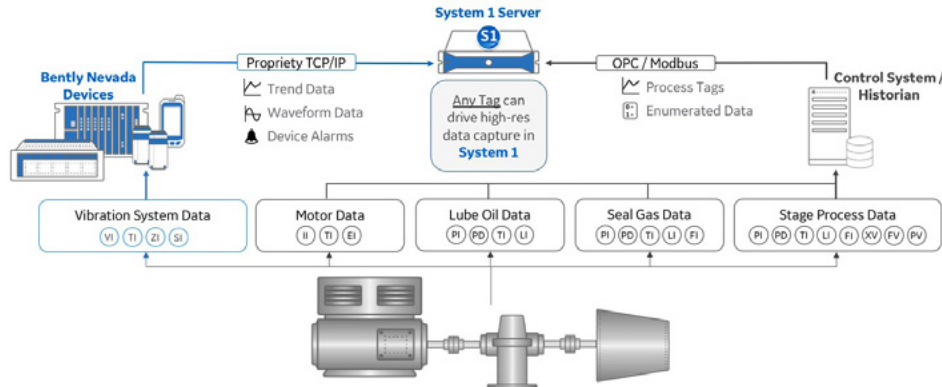 System 1 Server
S1
Propriety TCP/IP
Trend Data
Waveform Data
Device Alarms
OPC / Modbus
Process Tags
Enumerated Data
Bently Nevada
Devices
Control System /
Historian
Any Tag can
drive high-res
data capture in
System 1
Vibration System Data
VI TI ZI SI
Motor Data
II TI EI
Lube Oil Data
PI PD TI LI
Seal Gas Data
PI PD TI LI FI
Stage Process Data
PI PD TI LI FI XV FV PV